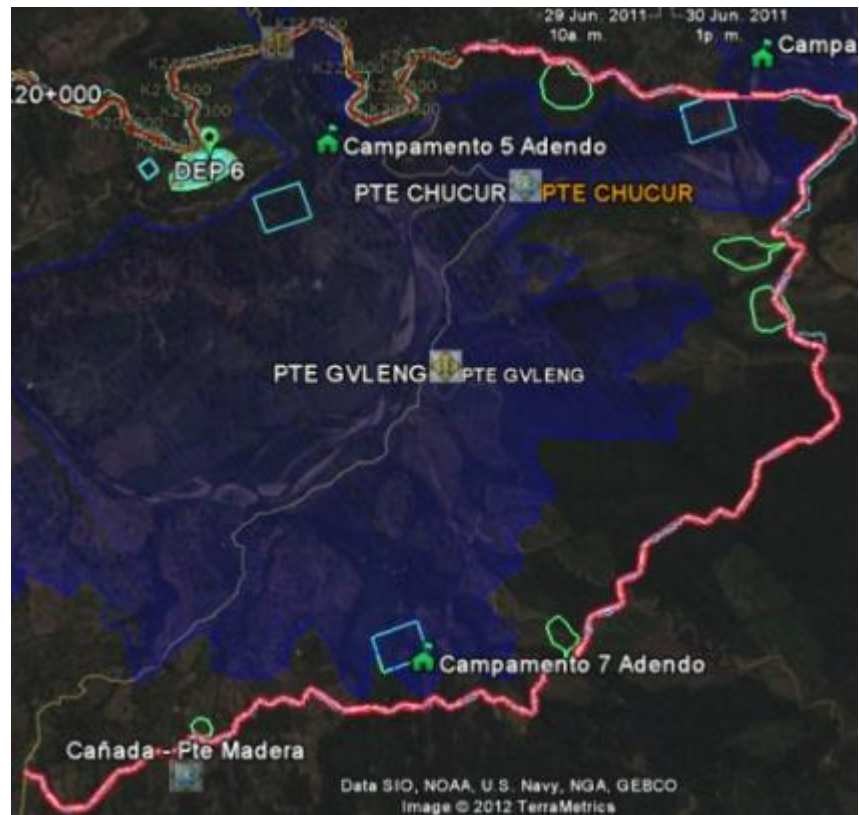 29 Jun. 2011 30 Jun. 2011
10a. m. 1p. m.
Campa
20+000
Campamento 5 Adendo
DEP 6
PTE CHUCUR PTE CHUCUR
PTE GVLENG PTE GVLENG
Campamento 7 Adendo
Cañada - Pte Madera
Data SIO, NOAA, U.S. Navy, NGA, GEBCO
Image © 2012 TerraMetrics